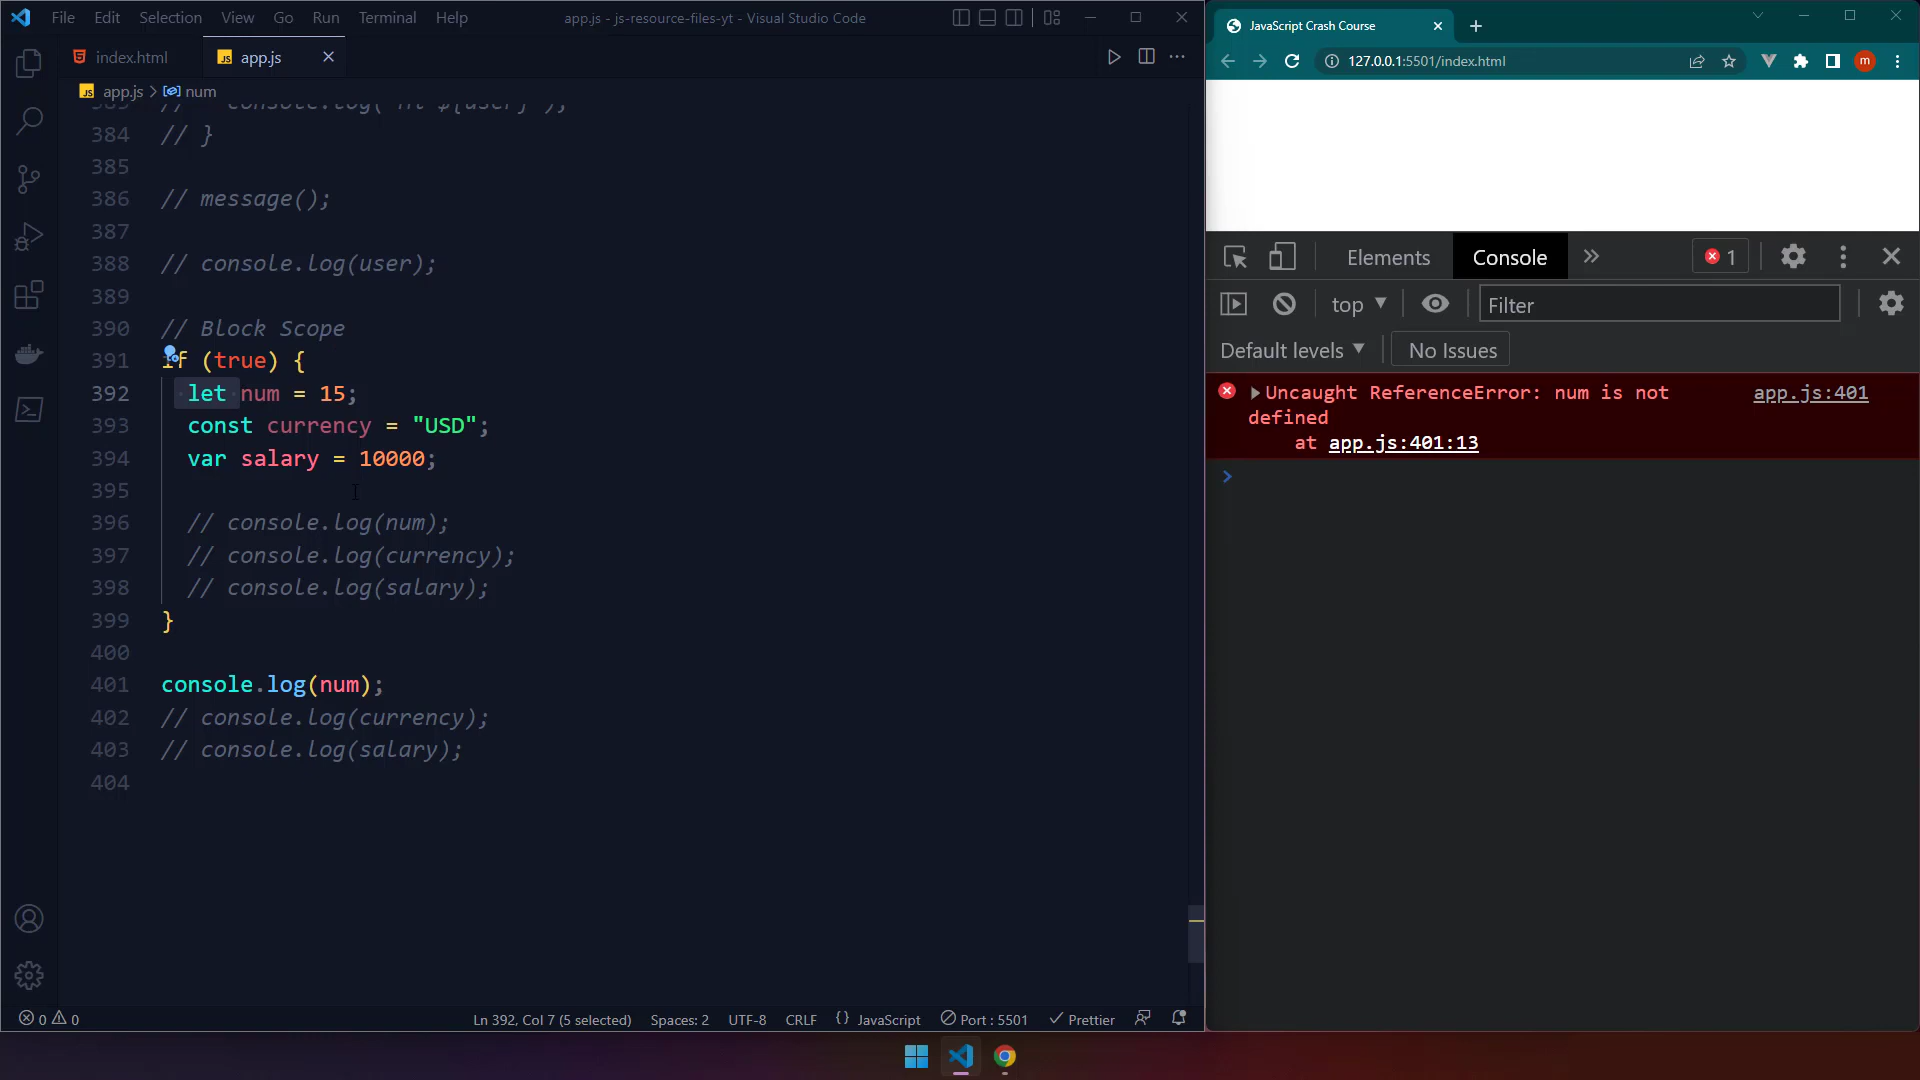 File Edit Selection View Go Run Terminal Help
app.js - js-resource-files-yt - Visual Studio Code
index.html
JS app.js
JS app.js > num
384 // }
385
386 // message();
387
388 // console.log(user);
389
390 // Block Scope
391 if (true) {
392 let num = 15;
393 const currency = "USD";
394 var salary = 10000;
395
396 // console.log(num);
397 // console.log(currency);
398 // console.log(salary);
399 }
400
401 console.log(num);
402 // console.log(currency);
403 // console.log(salary);
404
0 0
Ln 392, Col 7 (5 selected) Spaces: 2 UTF-8 CRLF {} JavaScript Port : 5501 Prettier
JavaScript Crash Course
127.0.0.1:5501/index.html
m
Elements Console 1
top Filter
Default levels No Issues
Uncaught ReferenceError: num is not app.js:401
defined
at app.js:401:13